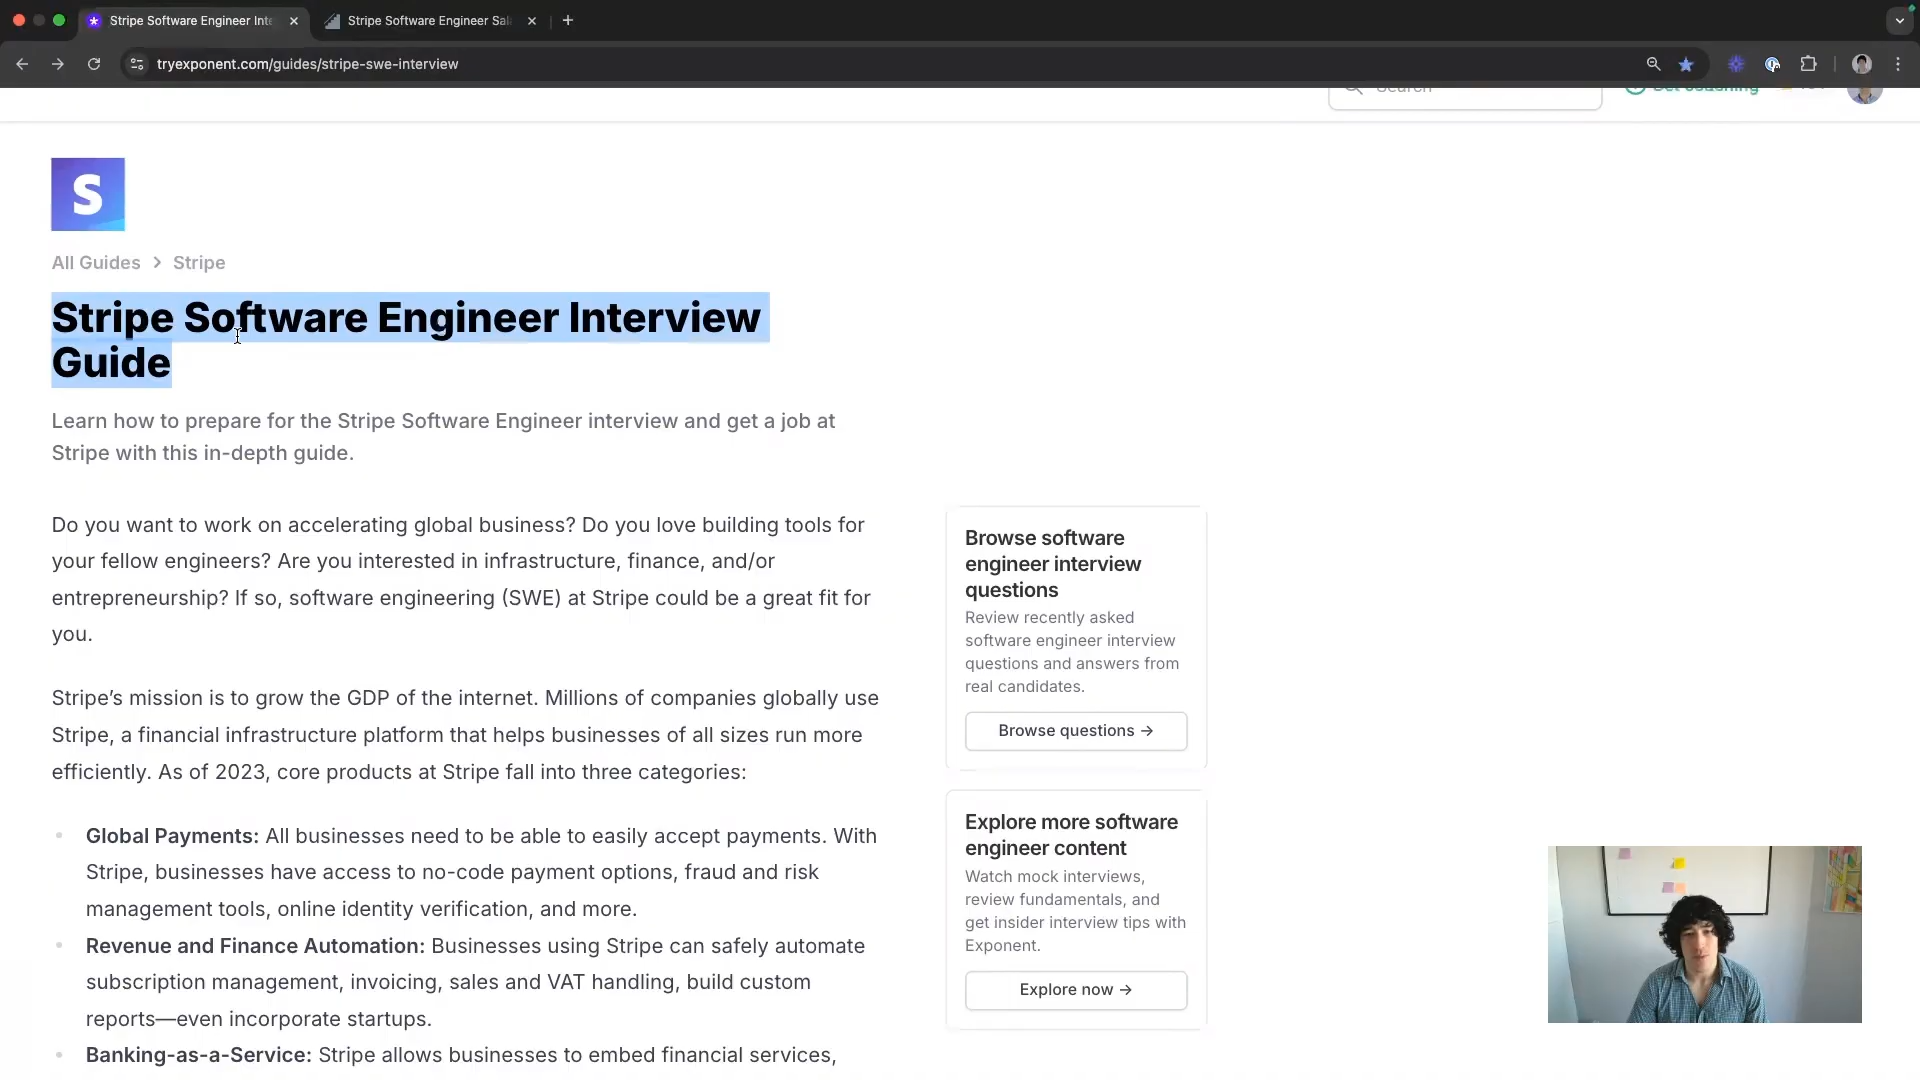 Stripe Software Engineer Inte
Stripe Software Engineer Sal
tryexponent.com/guides/stripe-swe-interview
Search
Get coaching
S
All Guides > Stripe
Stripe Software Engineer Interview
Guide
Learn how to prepare for the Stripe Software Engineer interview and get a job at
Stripe with this in-depth guide.
Do you want to work on accelerating global business? Do you love building tools for
your fellow engineers? Are you interested in infrastructure, finance, and/or
entrepreneurship? If so, software engineering (SWE) at Stripe could be a great fit for
you.
Stripe’s mission is to grow the GDP of the internet. Millions of companies globally use
Stripe, a financial infrastructure platform that helps businesses of all sizes run more
efficiently. As of 2023, core products at Stripe fall into three categories:
Global Payments: All businesses need to be able to easily accept payments. With
Stripe, businesses have access to no-code payment options, fraud and risk
management tools, online identity verification, and more.
Revenue and Finance Automation: Businesses using Stripe can safely automate
subscription management, invoicing, sales and VAT handling, build custom
reports—even incorporate startups.
Banking-as-a-Service: Stripe allows businesses to embed financial services,
Browse software
engineer interview
questions
Review recently asked
software engineer interview
questions and answers from
real candidates.
Browse questions →
Explore more software
engineer content
Watch mock interviews,
review fundamentals, and
get insider interview tips with
Exponent.
Explore now →